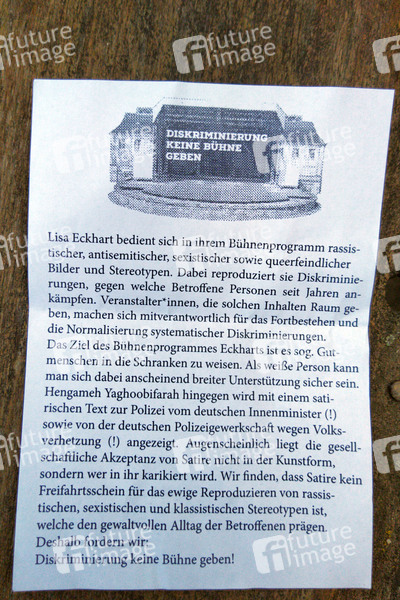 future image
DISKRIMINIERUNG
KEINE BÜHNE
GEBEN
Lisa Eckhart bedient sich in ihrem Bühnenprogramm rassis-
tischer, antisemitischer, sexistischer sowie queerfeindlicher
Bilder und Stereotypen. Dabei reproduziert sie Diskriminie-
rungen, gegen welche Betroffene Personen seit Jahren an-
kämpfen. Veranstalter*innen, die solchen Inhalten Raum ge-
ben, machen sich mitverantwortlich für das Fortbestehen und
die Normalisierung systematischer Diskriminierungen.
Das Ziel des Bühnenprogrammes Eckharts ist es sog. Gut-
menschen in die Schranken zu weisen. Als weiße Person kann
man sich dabei anscheinend breiter Unterstützung sicher sein.
Hengameh Yaghoobifarah hingegen wird mit einem sati-
rischen Text zur Polizei vom deutschen Innenminister (!)
sowie von der deutschen Polizeigewerkschaft wegen Volks-
verhetzung (!) angezeigt. Augenscheinlich liegt die gesell-
schaftliche Akzeptanz von Satire nicht in der Kunstform,
sondern wer in ihr karikiert wird. Wir finden, dass Satire kein
Freifahrtsschein für das ewige Reproduzieren von rassis-
tischen, sexistischen und klassistischen Stereotypen ist,
welche den gewaltvollen Alltag der Betroffenen prägen.
Deshalb fordern wir:
Diskriminierung keine Bühne geben!